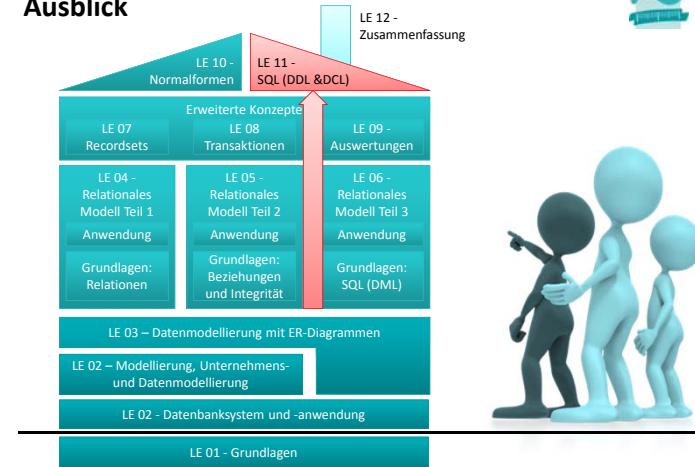 Ausblick
LE 12 -
Zusammenfassung
LE 10 -
Normalformen
LE 11 -
SQL (DDL &DCL)
Erweiterte Konzepte
LE 07
Recordsets
LE 08
Transaktionen
LE 09 -
Auswertungen
LE 04 -
Relationales
Modell Teil 1
Anwendung
Grundlagen:
Relationen
LE 05 -
Relationales
Modell Teil 2
Anwendung
Grundlagen:
Beziehungen
und Integrität
LE 06 -
Relationales
Modell Teil 3
Anwendung
Grundlagen:
SQL (DML)
LE 03 – Datenmodellierung mit ER-Diagrammen
LE 02 – Modellierung, Unternehmens-
und Datenmodellierung
LE 02 - Datenbanksystem und -anwendung
LE 01 - Grundlagen